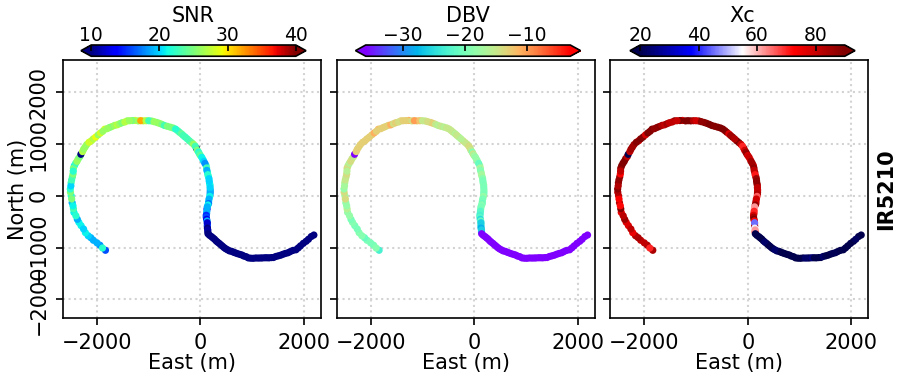 SNR DBV Xc
10 20 30 40 −30 −20 −10 20 40 60 80
North (m)
2000
1000
0
−1000
−2000
IR5210
−2000 0 2000 −2000 0 2000 −2000 0 2000
East (m) East (m) East (m)